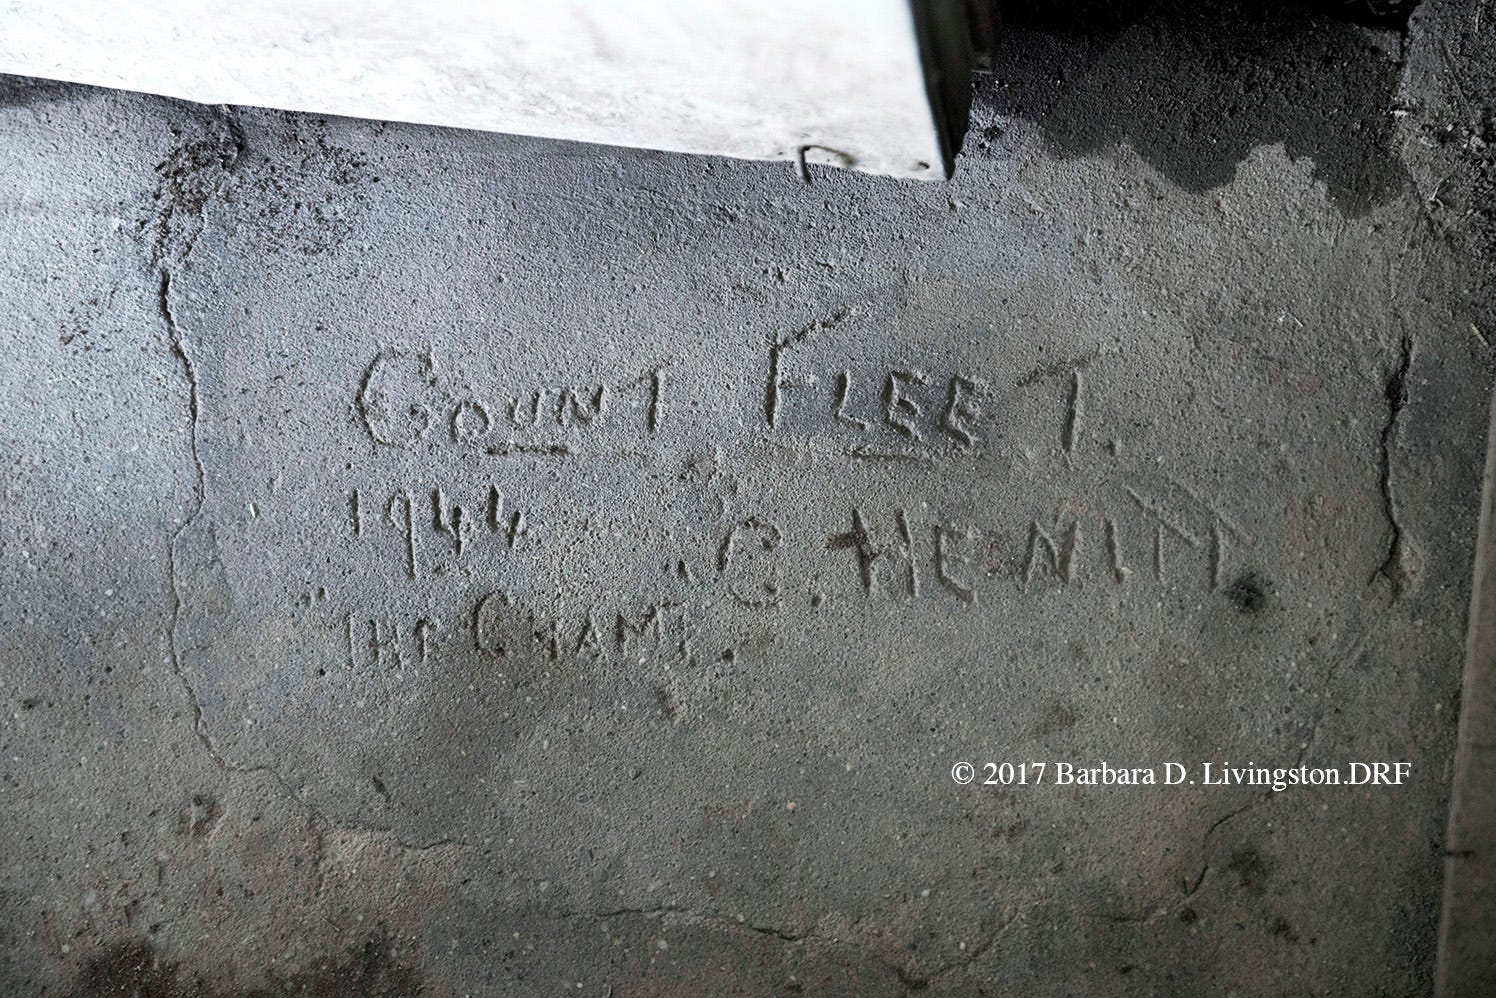 COUNT FLEET.
1944 C. HEWITT
THE CHAMP.
© 2017 Barbara D. Livingston.DRF